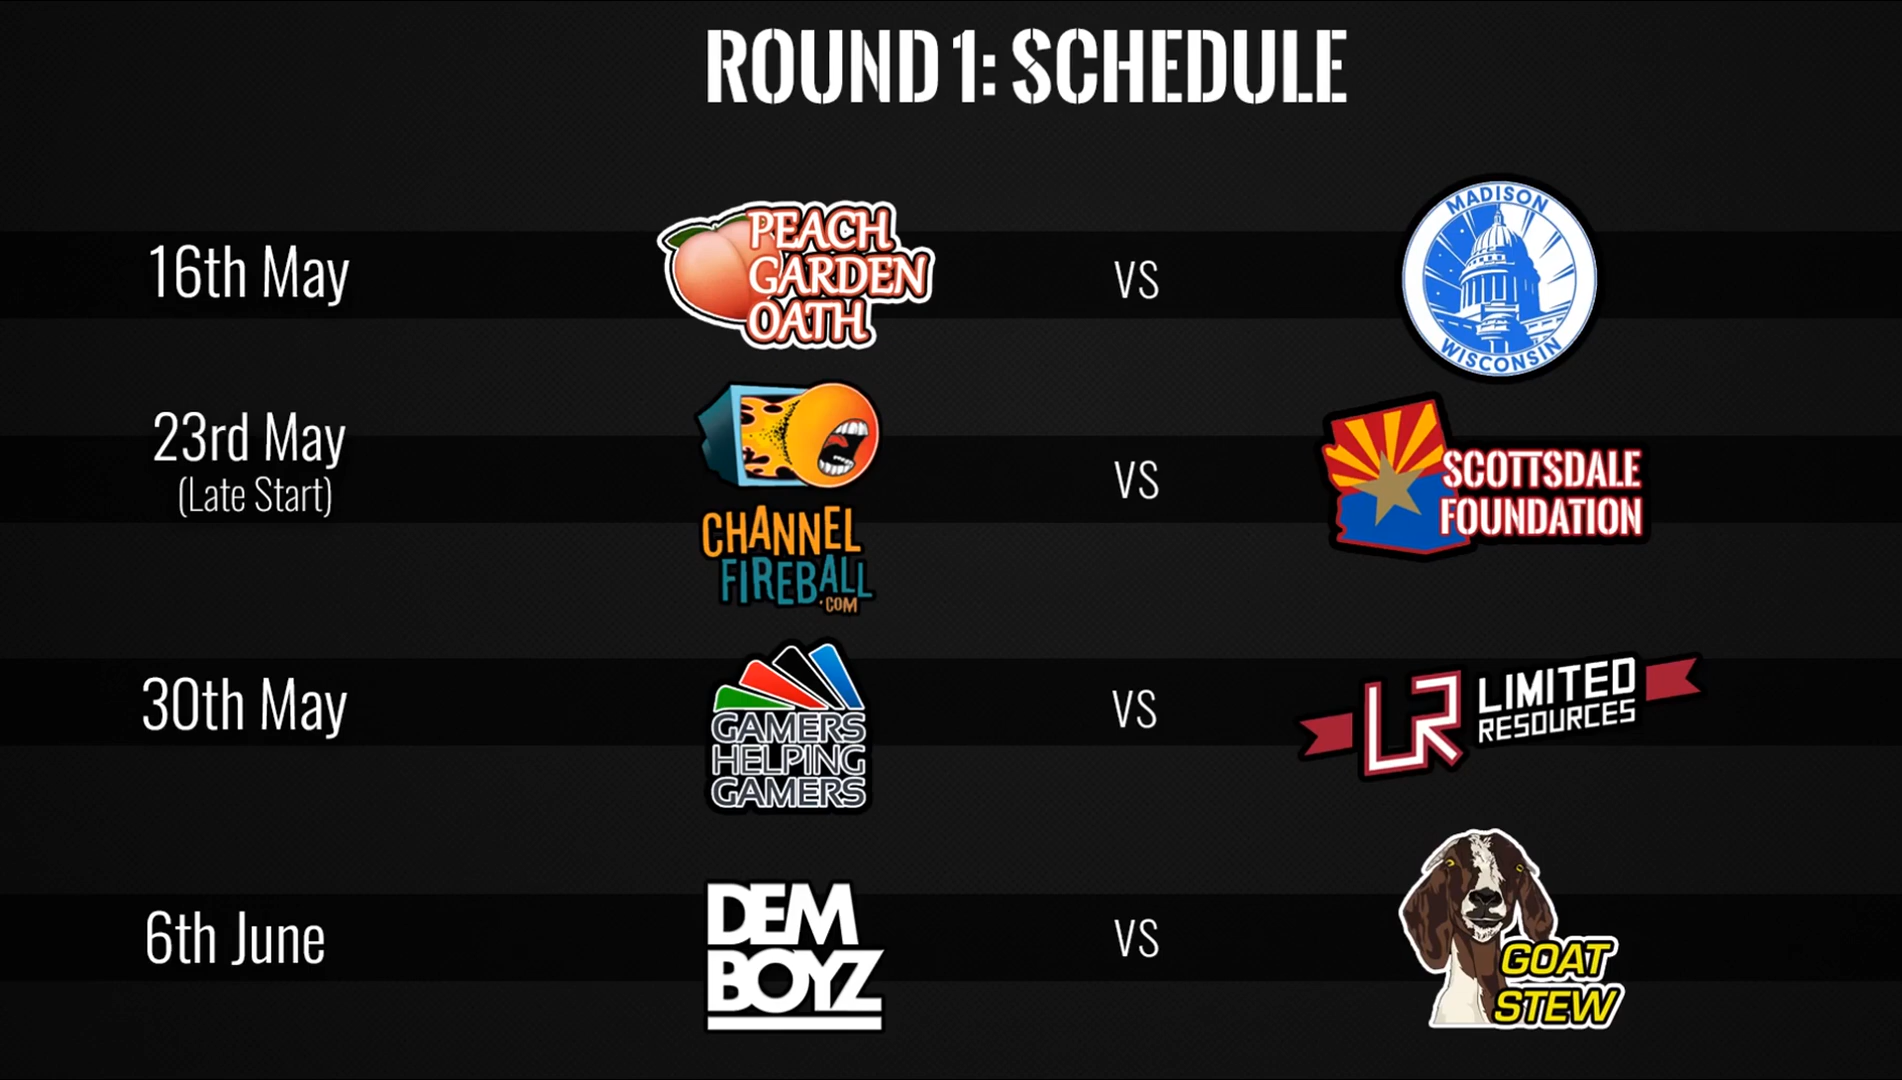 ROUND 1: SCHEDULE
16th May
PEACH
GARDEN
OATH
VS
MADISON
WISCONSIN
23rd May
(Late Start)
CHANNEL
FIREBALL
.COM
VS
SCOTTSDALE
FOUNDATION
30th May
GAMERS
HELPING
GAMERS
VS
LR
LIMITED
RESOURCES
6th June
DEM
BOYZ
VS
GOAT
STEW